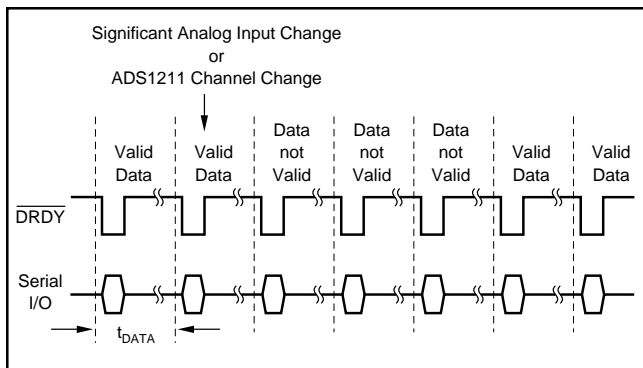 Significant Analog Input Change
or
ADS1211 Channel Change
Valid
Data
Valid
Data
Data
not
Valid
Data
not
Valid
Data
not
Valid
Valid
Data
Valid
Data
DRDY
Serial
I/O
tDATA